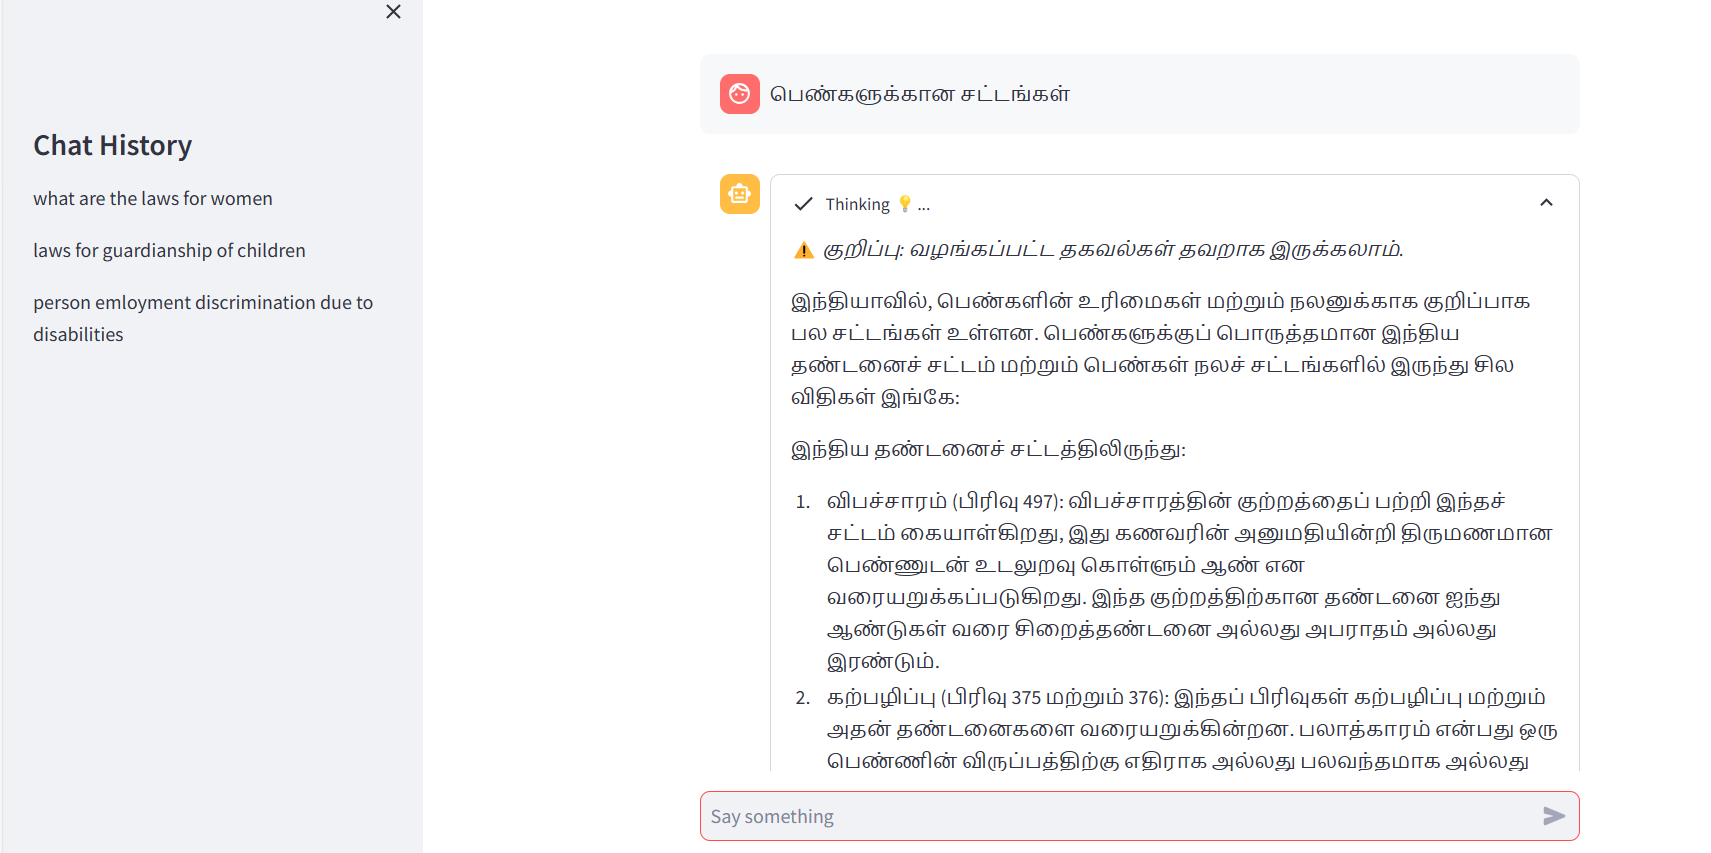 Chat History
what are the laws for women
laws for guardianship of children
person emloyment discrimination due to
disabilities
பெண்களுக்கான சட்டங்கள்
Thinking 💡 ...
⚠️ குறிப்பு: வழங்கப்பட்ட தகவல்கள் தவறாக இருக்கலாம்.
இந்தியாவில், பெண்களின் உரிமைகள் மற்றும் நலனுக்காக குறிப்பாக
பல சட்டங்கள் உள்ளன. பெண்களுக்குப் பொருத்தமான இந்திய
தண்டனைச் சட்டம் மற்றும் பெண்கள் நலச் சட்டங்களில் இருந்து சில
விதிகள் இங்கே:
இந்திய தண்டனைச் சட்டத்திலிருந்து:
1. விபச்சாரம் (பிரிவு 497): விபச்சாரத்தின் குற்றத்தைப் பற்றி இந்தச்
சட்டம் கையாள்கிறது, இது கணவரின் அனுமதியின்றி திருமணமான
பெண்ணுடன் உடலுறவு கொள்ளும் ஆண் என
வரையறுக்கப்படுகிறது. இந்த குற்றத்திற்கான தண்டனை ஐந்து
ஆண்டுகள் வரை சிறைத்தண்டனை அல்லது அபராதம் அல்லது
இரண்டும்.
2. கற்பழிப்பு (பிரிவு 375 மற்றும் 376): இந்தப் பிரிவுகள் கற்பழிப்பு மற்றும்
அதன் தண்டனைகளை வரையறுக்கின்றன. பலாத்காரம் என்பது ஒரு
பெண்ணின் விருப்பத்திற்கு எதிராக அல்லது பலவந்தமாக அல்லது
Say something